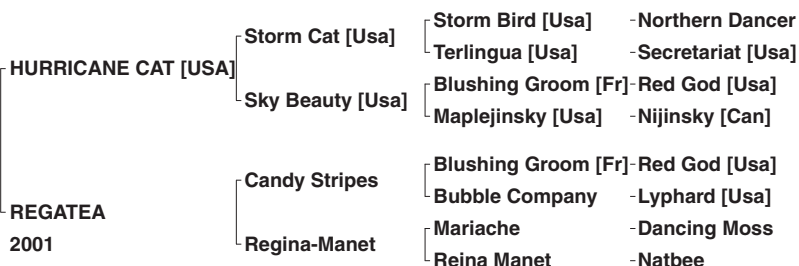 Storm Bird [Usa] - Northern Dancer
Storm Cat [Usa]
Terlingua [Usa] - Secretariat [Usa]
HURRICANE CAT [USA]
Blushing Groom [Fr] - Red God [Usa]
Sky Beauty [Usa]
Maplejinsky [Usa] - Nijinsky [Can]
Blushing Groom [Fr] - Red God [Usa]
Candy Stripes
Bubble Company - Lyphard [Usa]
REGATEA
Mariache - Dancing Moss
2001
Regina-Manet
Reina Manet - Natbee